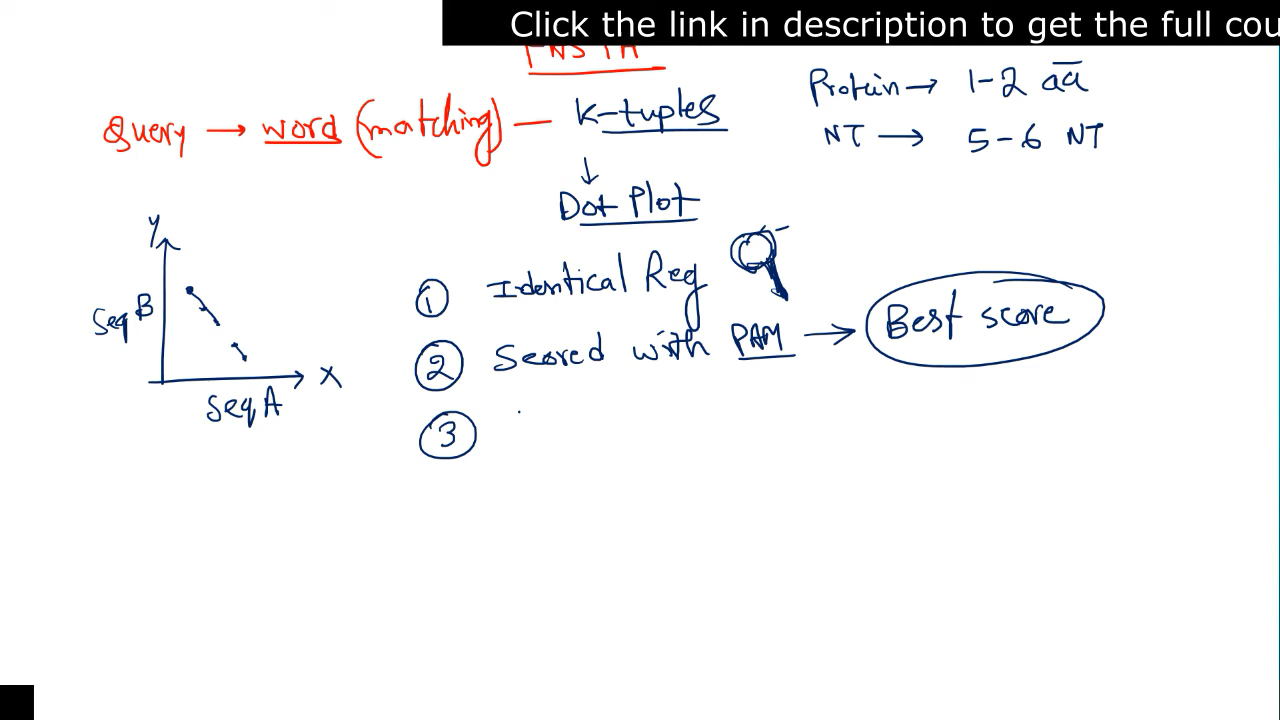 Click the link in description to get the full cou
Query → word (matching) — K-tuples
Protein → 1-2 aa
NT → 5-6 NT
↓
Dot Plot
Y
Seq B
X
Seq A
① Identical Reg
② Scored with PAM → Best score
③